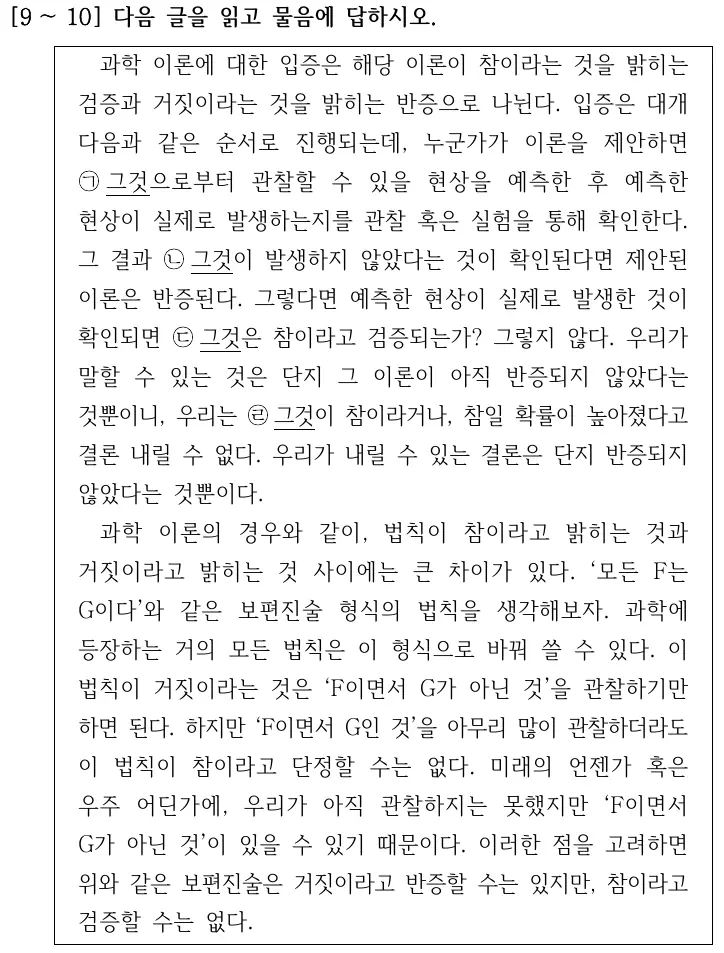 [9 ~ 10] 다음 글을 읽고 물음에 답하시오.
과학 이론에 대한 입증은 해당 이론이 참이라는 것을 밝히는
검증과 거짓이라는 것을 밝히는 반증으로 나뉜다. 입증은 대개
다음과 같은 순서로 진행되는데, 누군가가 이론을 제안하면
㉠ 그것으로부터 관찰할 수 있을 현상을 예측한 후 예측한
현상이 실제로 발생하는지를 관찰 혹은 실험을 통해 확인한다.
그 결과 ㉡ 그것이 발생하지 않았다는 것이 확인된다면 제안된
이론은 반증된다. 그렇다면 예측한 현상이 실제로 발생한 것이
확인되면 ㉢ 그것은 참이라고 검증되는가? 그렇지 않다. 우리가
말할 수 있는 것은 단지 그 이론이 아직 반증되지 않았다는
것뿐이니, 우리는 ㉣ 그것이 참이라거나, 참일 확률이 높아졌다고
결론 내릴 수 없다. 우리가 내릴 수 있는 결론은 단지 반증되지
않았다는 것뿐이다.
과학 이론의 경우와 같이, 법칙이 참이라고 밝히는 것과
거짓이라고 밝히는 것 사이에는 큰 차이가 있다. ‘모든 F는
G이다’와 같은 보편진술 형식의 법칙을 생각해보자. 과학에
등장하는 거의 모든 법칙은 이 형식으로 바꿔 쓸 수 있다. 이
법칙이 거짓이라는 것은 ‘F이면서 G가 아닌 것’을 관찰하기만
하면 된다. 하지만 ‘F이면서 G인 것’을 아무리 많이 관찰하더라도
이 법칙이 참이라고 단정할 수는 없다. 미래의 언젠가 혹은
우주 어딘가에, 우리가 아직 관찰하지는 못했지만 ‘F이면서
G가 아닌 것’이 있을 수 있기 때문이다. 이러한 점을 고려하면
위와 같은 보편진술은 거짓이라고 반증할 수는 있지만, 참이라고
검증할 수는 없다.